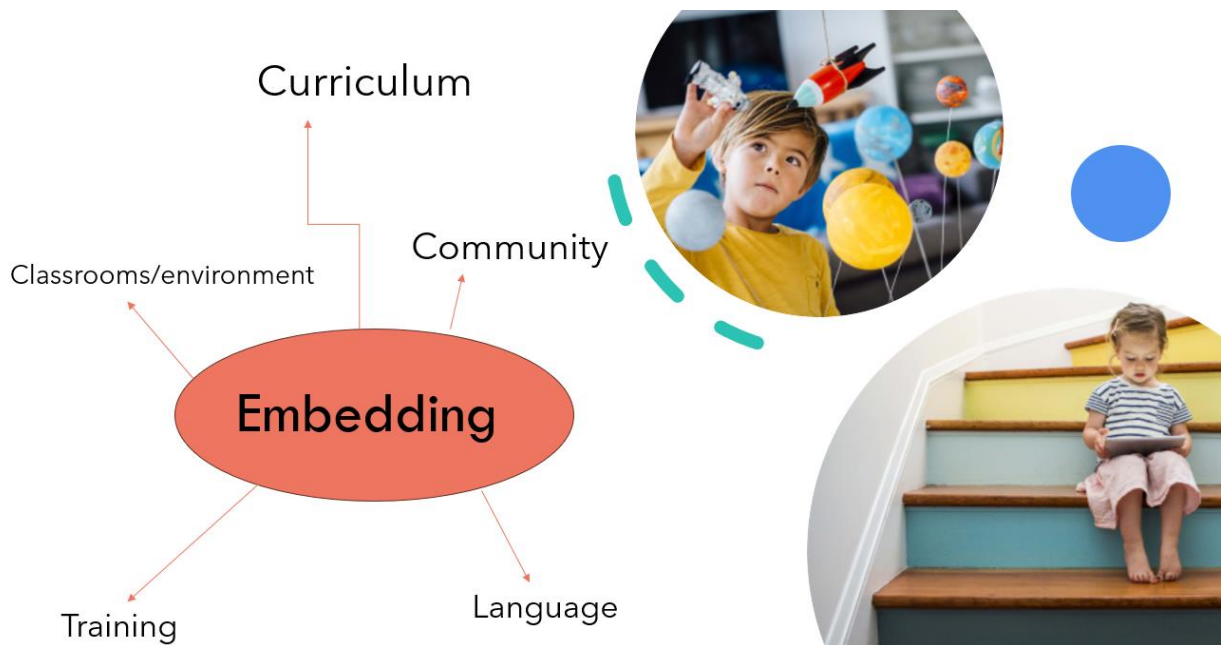 Curriculum
Community
Classrooms/environment
Embedding
Training
Language